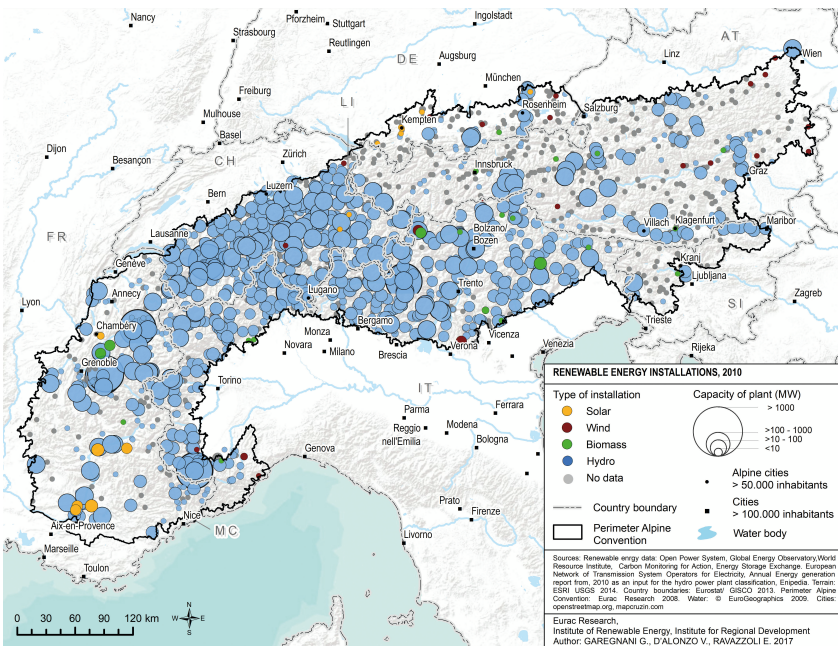 Nancy
Pforzheim
Stuttgart
Ingolstadt
Strasbourg
Reutlingen
DE
Augsburg
Linz
AT
Wien
München
Freiburg
LI
Rosenheim
Salzburg
Mulhouse
Kempten
Basel
Dijon
CH
Zürich
Besançon
Innsbruck
Graz
Luzern
Bern
FR
Lausanne
Bolzano/
Bozen
Villach
Klagenfurt
Maribor
Genève
Kranj
Ljubljana
Lyon
Annecy
Lugano
Trento
SI
Zagreb
Chambéry
Bergamo
Trieste
Monza
Vicenza
Novara
Milano
Brescia
Verona
Venezia
Rijeka
Grenoble
Torino
IT
Parma
Ferrara
Reggio
nell'Emilia
Modena
Bologna
Genova
Prato
Firenze
Nice
MC
Aix-en-Provence
Marseille
Toulon
Livorno
N
W
E
S
0 30 60 90 120 km
RENEWABLE ENERGY INSTALLATIONS, 2010
Type of installation
Solar
Wind
Biomass
Hydro
No data
Capacity of plant (MW)
> 1000
>100 - 1000
>10 - 100
<10
Alpine cities
> 50.000 inhabitants
Cities
> 100.000 inhabitants
Country boundary
Perimeter Alpine
Convention
Water body
Sources: Renewable enrgy data: Open Power System, Global Energy Observatory,World
Resource Institute, Carbon Monitoring for Action, Energy Storage Exchange. European
Network of Transmission System Operators for Electricity, Annual Energy generation
report from, 2010 as an input for the hydro power plant classification, Enipedia. Terrain:
ESRI USGS 2014. Country boundaries: Eurostat/ GISCO 2013. Perimeter Alpine
Convention: Eurac Research 2008. Water: © EuroGeographics 2009. Cities:
openstreetmap.org, mapcruzin.com
Eurac Research,
Institute of Renewable Energy, Institute for Regional Development
Author: GAREGNANI G., D'ALONZO V., RAVAZZOLI E. 2017